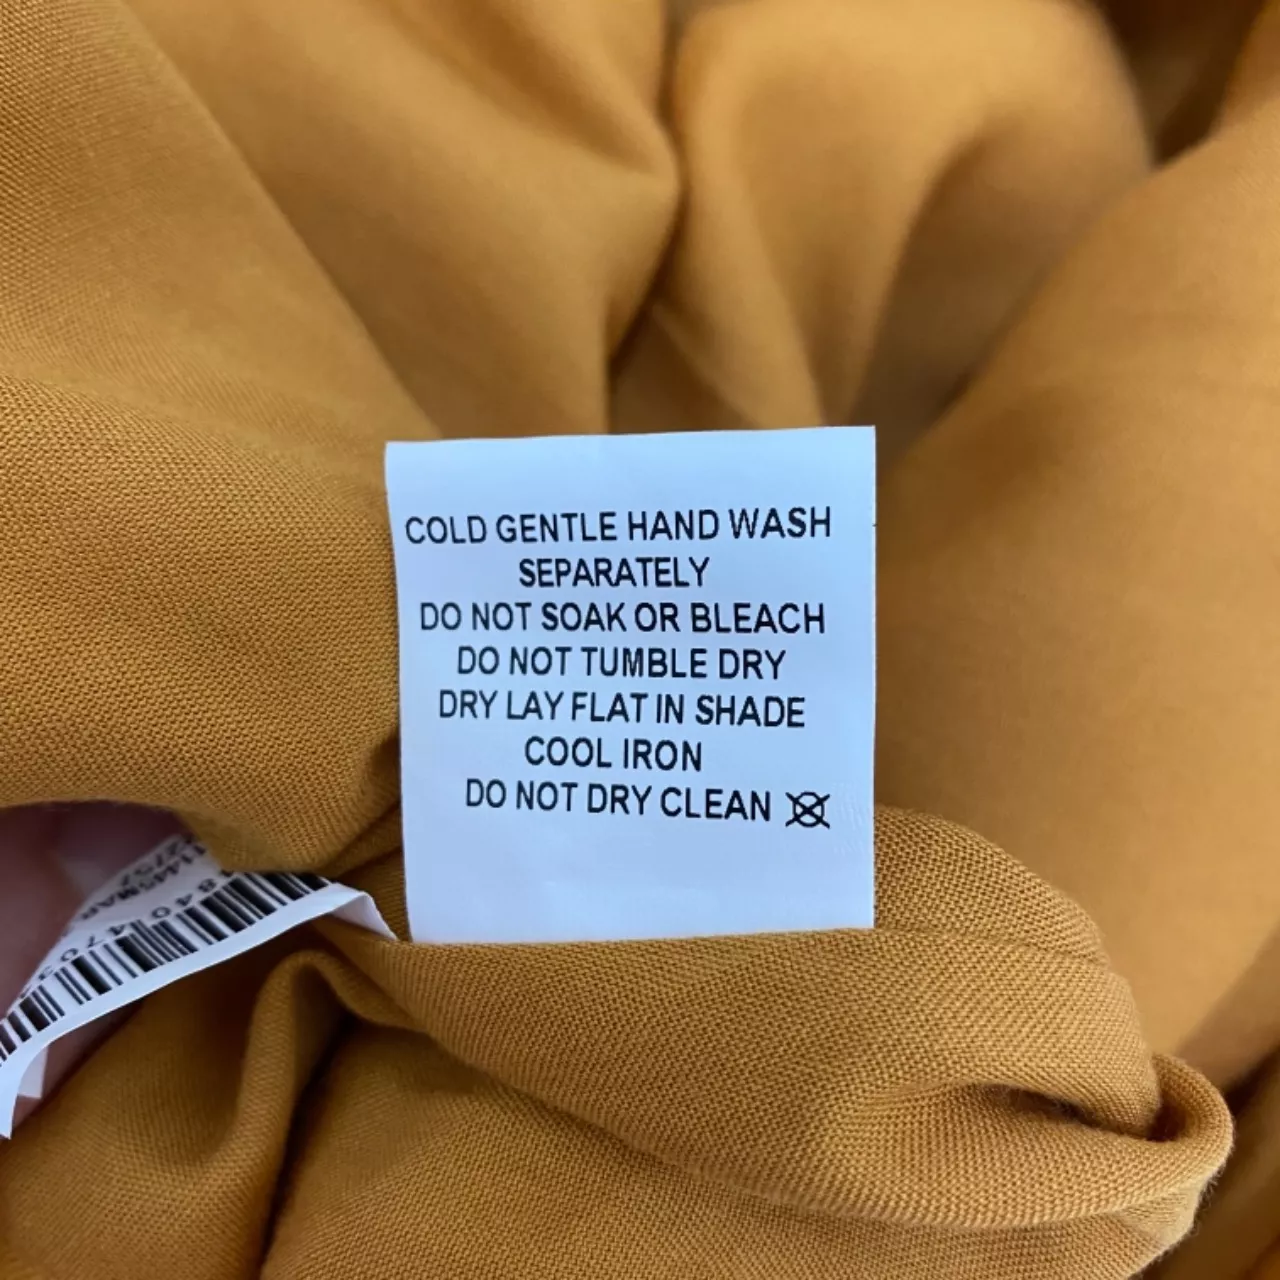 COLD GENTLE HAND WASH
SEPARATELY
DO NOT SOAK OR BLEACH
DO NOT TUMBLE DRY
DRY LAY FLAT IN SHADE
COOL IRON
DO NOT DRY CLEAN